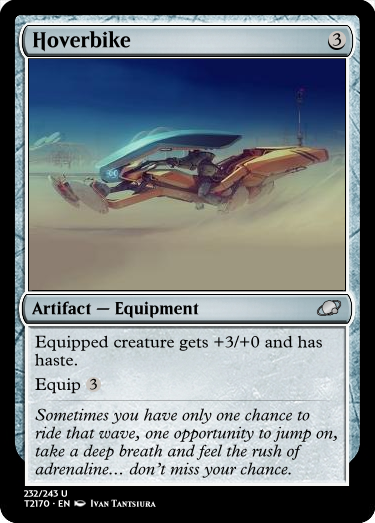 Hoverbike 3
Artifact — Equipment
Equipped creature gets +3/+0 and has
haste.
Equip 3
Sometimes you have only one chance to
ride that wave, one opportunity to jump on,
take a deep breath and feel the rush of
adrenaline… don't miss your chance.
232/243 U
T2170 · EN Ivan Tantsiura